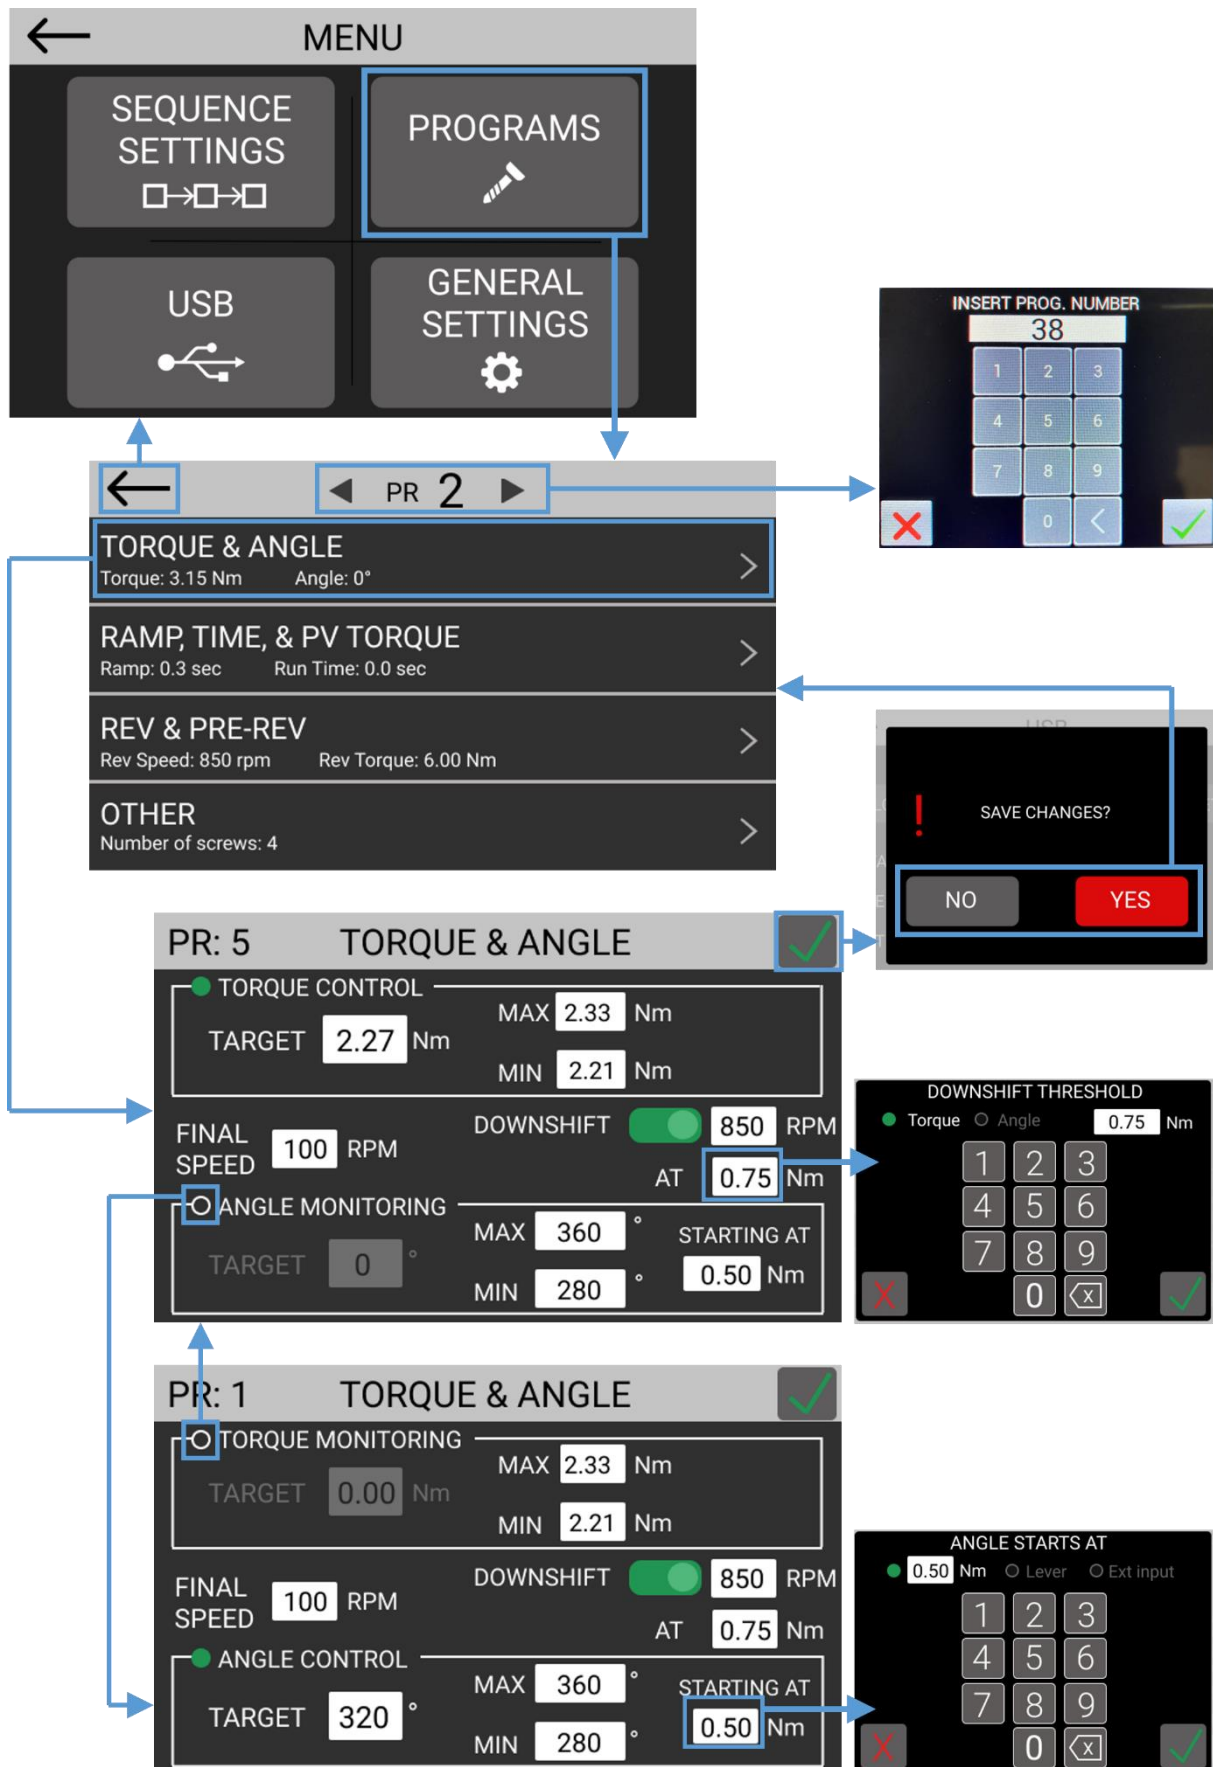 MENU
SEQUENCE
SETTINGS
PROGRAMS
USB
GENERAL
SETTINGS
INSERT PROG. NUMBER
38
1 2 3
4 5 6
7 8 9
0
PR 2
TORQUE & ANGLE
Torque: 3.15 Nm Angle: 0°
RAMP, TIME, & PV TORQUE
Ramp: 0.3 sec Run Time: 0.0 sec
REV & PRE-REV
Rev Speed: 850 rpm Rev Torque: 6.00 Nm
OTHER
Number of screws: 4
USB
! SAVE CHANGES?
NO YES
PR: 5 TORQUE & ANGLE
TORQUE CONTROL
TARGET 2.27 Nm
MAX 2.33 Nm
MIN 2.21 Nm
FINAL
SPEED 100 RPM
DOWNSHIFT 850 RPM
AT 0.75 Nm
ANGLE MONITORING
TARGET 0 °
MAX 360 °
MIN 280 °
STARTING AT
0.50 Nm
DOWNSHIFT THRESHOLD
Torque Angle 0.75 Nm
1 2 3
4 5 6
7 8 9
X 0 X
PR: 1 TORQUE & ANGLE
TORQUE MONITORING
TARGET 0.00 Nm
MAX 2.33 Nm
MIN 2.21 Nm
FINAL
SPEED 100 RPM
DOWNSHIFT 850 RPM
AT 0.75 Nm
ANGLE CONTROL
TARGET 320 °
MAX 360 °
MIN 280 °
STARTING AT
0.50 Nm
ANGLE STARTS AT
0.50 Nm Lever Ext input
1 2 3
4 5 6
7 8 9
X 0 X